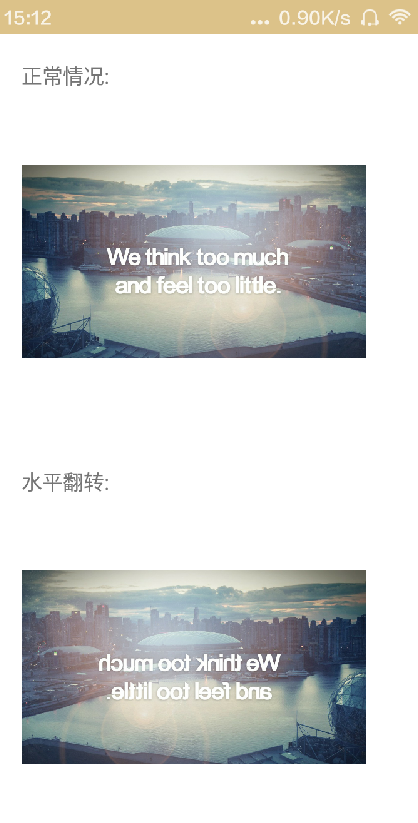 15:12
... 0.90K/s
正常情况:
We think too much
and feel too little.
水平翻转:
We think too much
and feel too little.